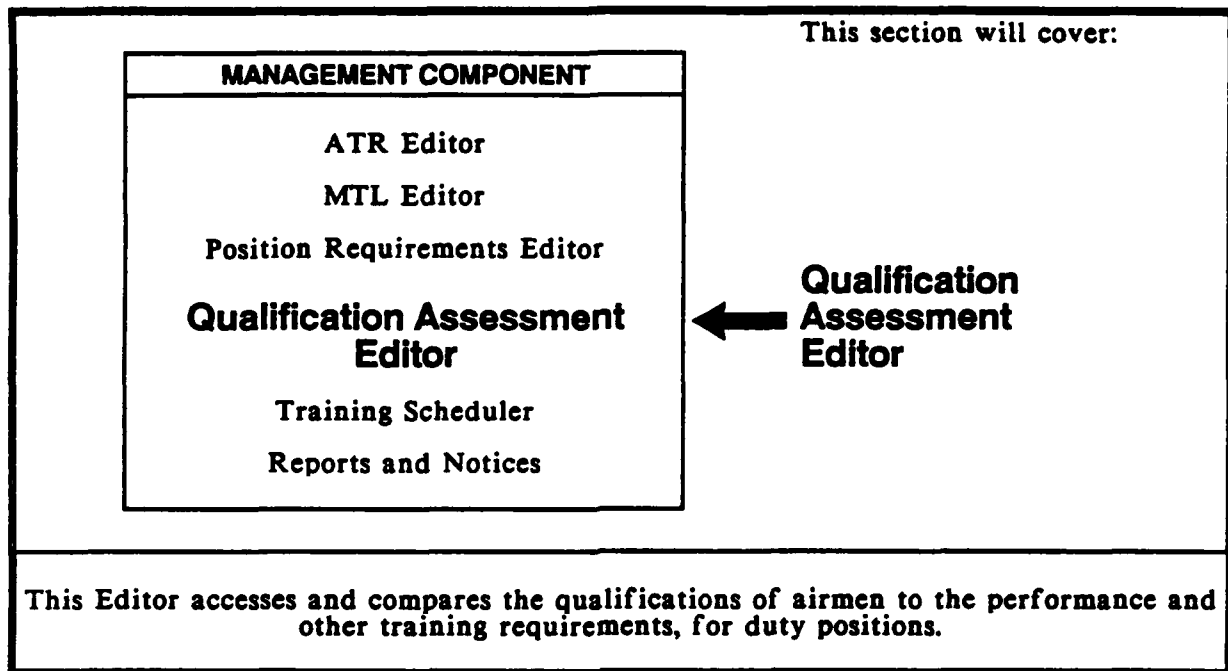 This section will cover:
MANAGEMENT COMPONENT
ATR Editor
MTL Editor
Position Requirements Editor
Qualification Assessment
Editor
Training Scheduler
Reports and Notices
Qualification
Assessment
Editor
This Editor accesses and compares the qualifications of airmen to the performance and
other training requirements, for duty positions.